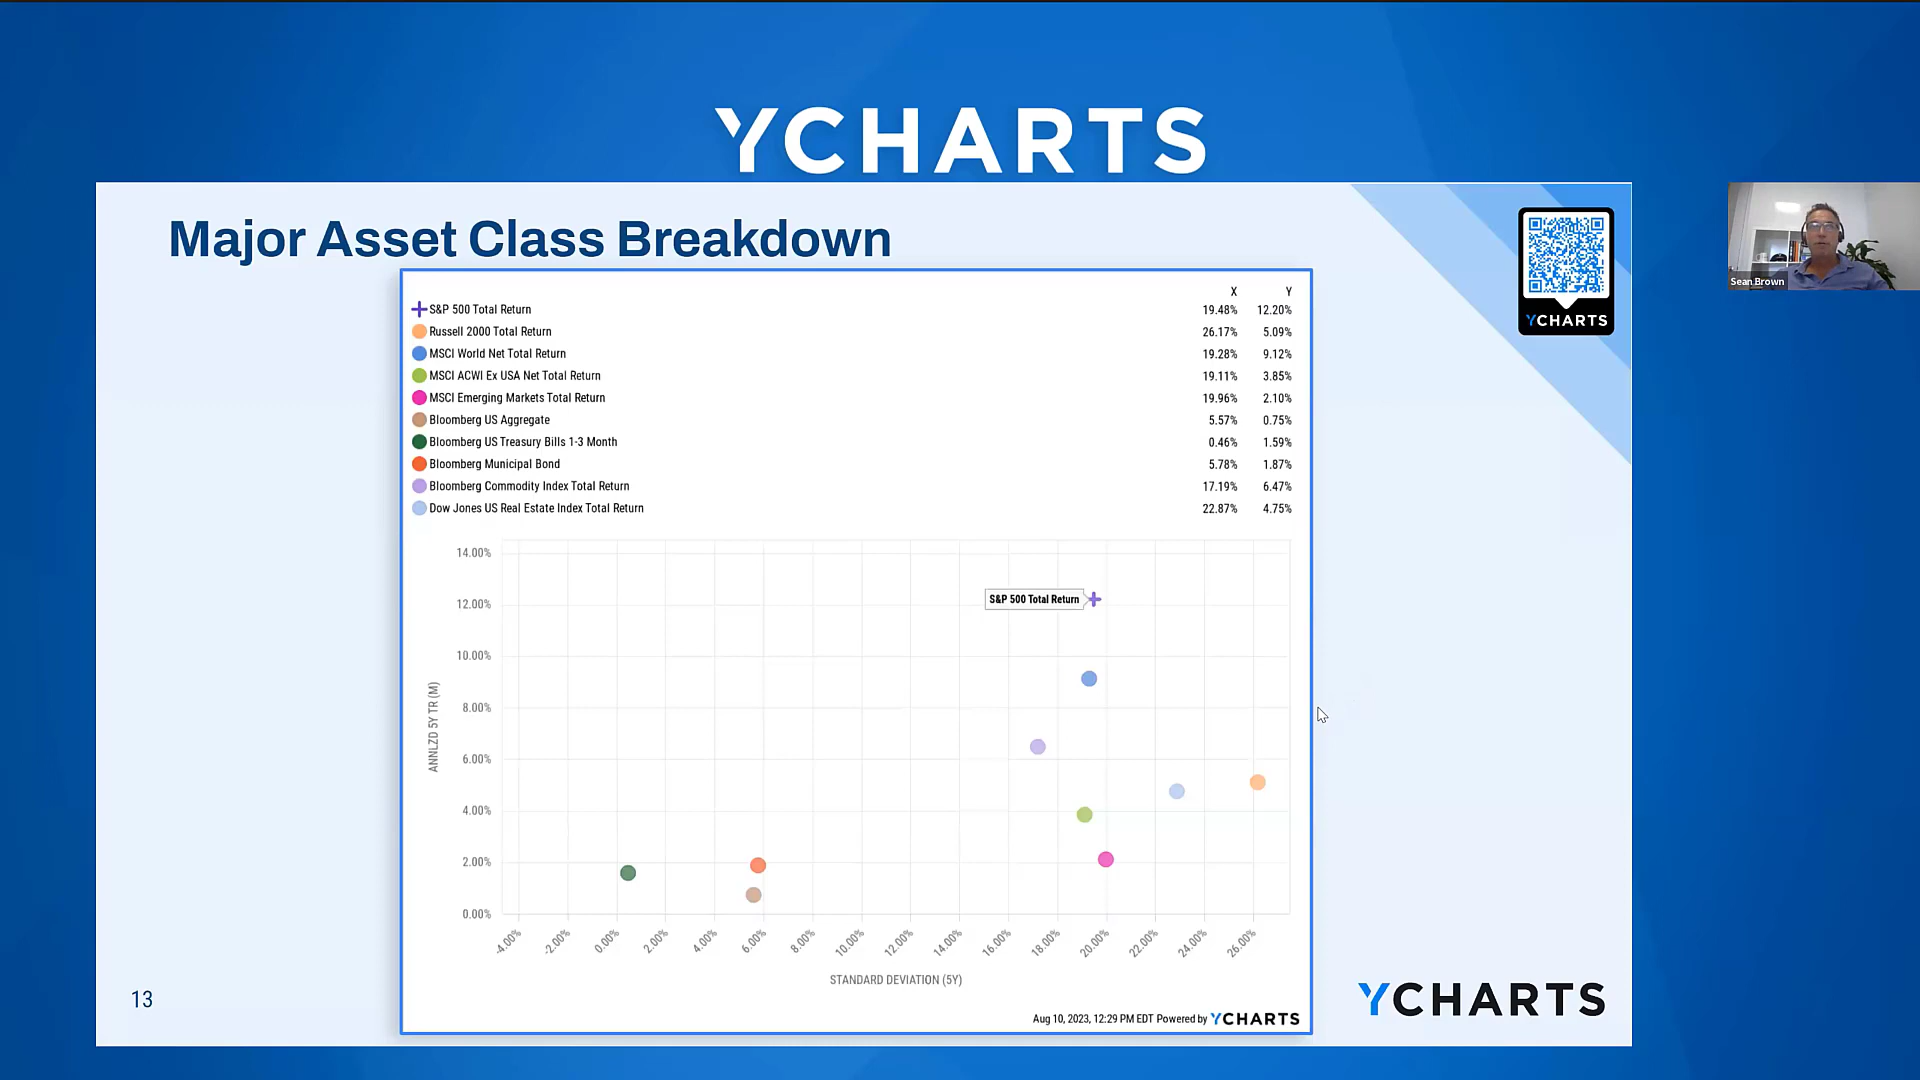 YCHARTS
Major Asset Class Breakdown
YCHARTS
Sean Brown
X Y
S&P 500 Total Return 19.48% 12.20%
Russell 2000 Total Return 26.17% 5.09%
MSCI World Net Total Return 19.28% 9.12%
MSCI ACWI Ex USA Net Total Return 19.11% 3.85%
MSCI Emerging Markets Total Return 19.96% 2.10%
Bloomberg US Aggregate 5.57% 0.75%
Bloomberg US Treasury Bills 1-3 Month 0.46% 1.59%
Bloomberg Municipal Bond 5.78% 1.87%
Bloomberg Commodity Index Total Return 17.19% 6.47%
Dow Jones US Real Estate Index Total Return 22.87% 4.75%
14.00%
12.00%
10.00%
8.00%
6.00%
4.00%
2.00%
0.00%
ANNLZD 5Y TR (M)
S&P 500 Total Return
-4.00% -2.00% 0.00% 2.00% 4.00% 6.00% 8.00% 10.00% 12.00% 14.00% 16.00% 18.00% 20.00% 22.00% 24.00% 26.00%
STANDARD DEVIATION (5Y)
Aug 10, 2023, 12:29 PM EDT Powered by YCHARTS
13
YCHARTS